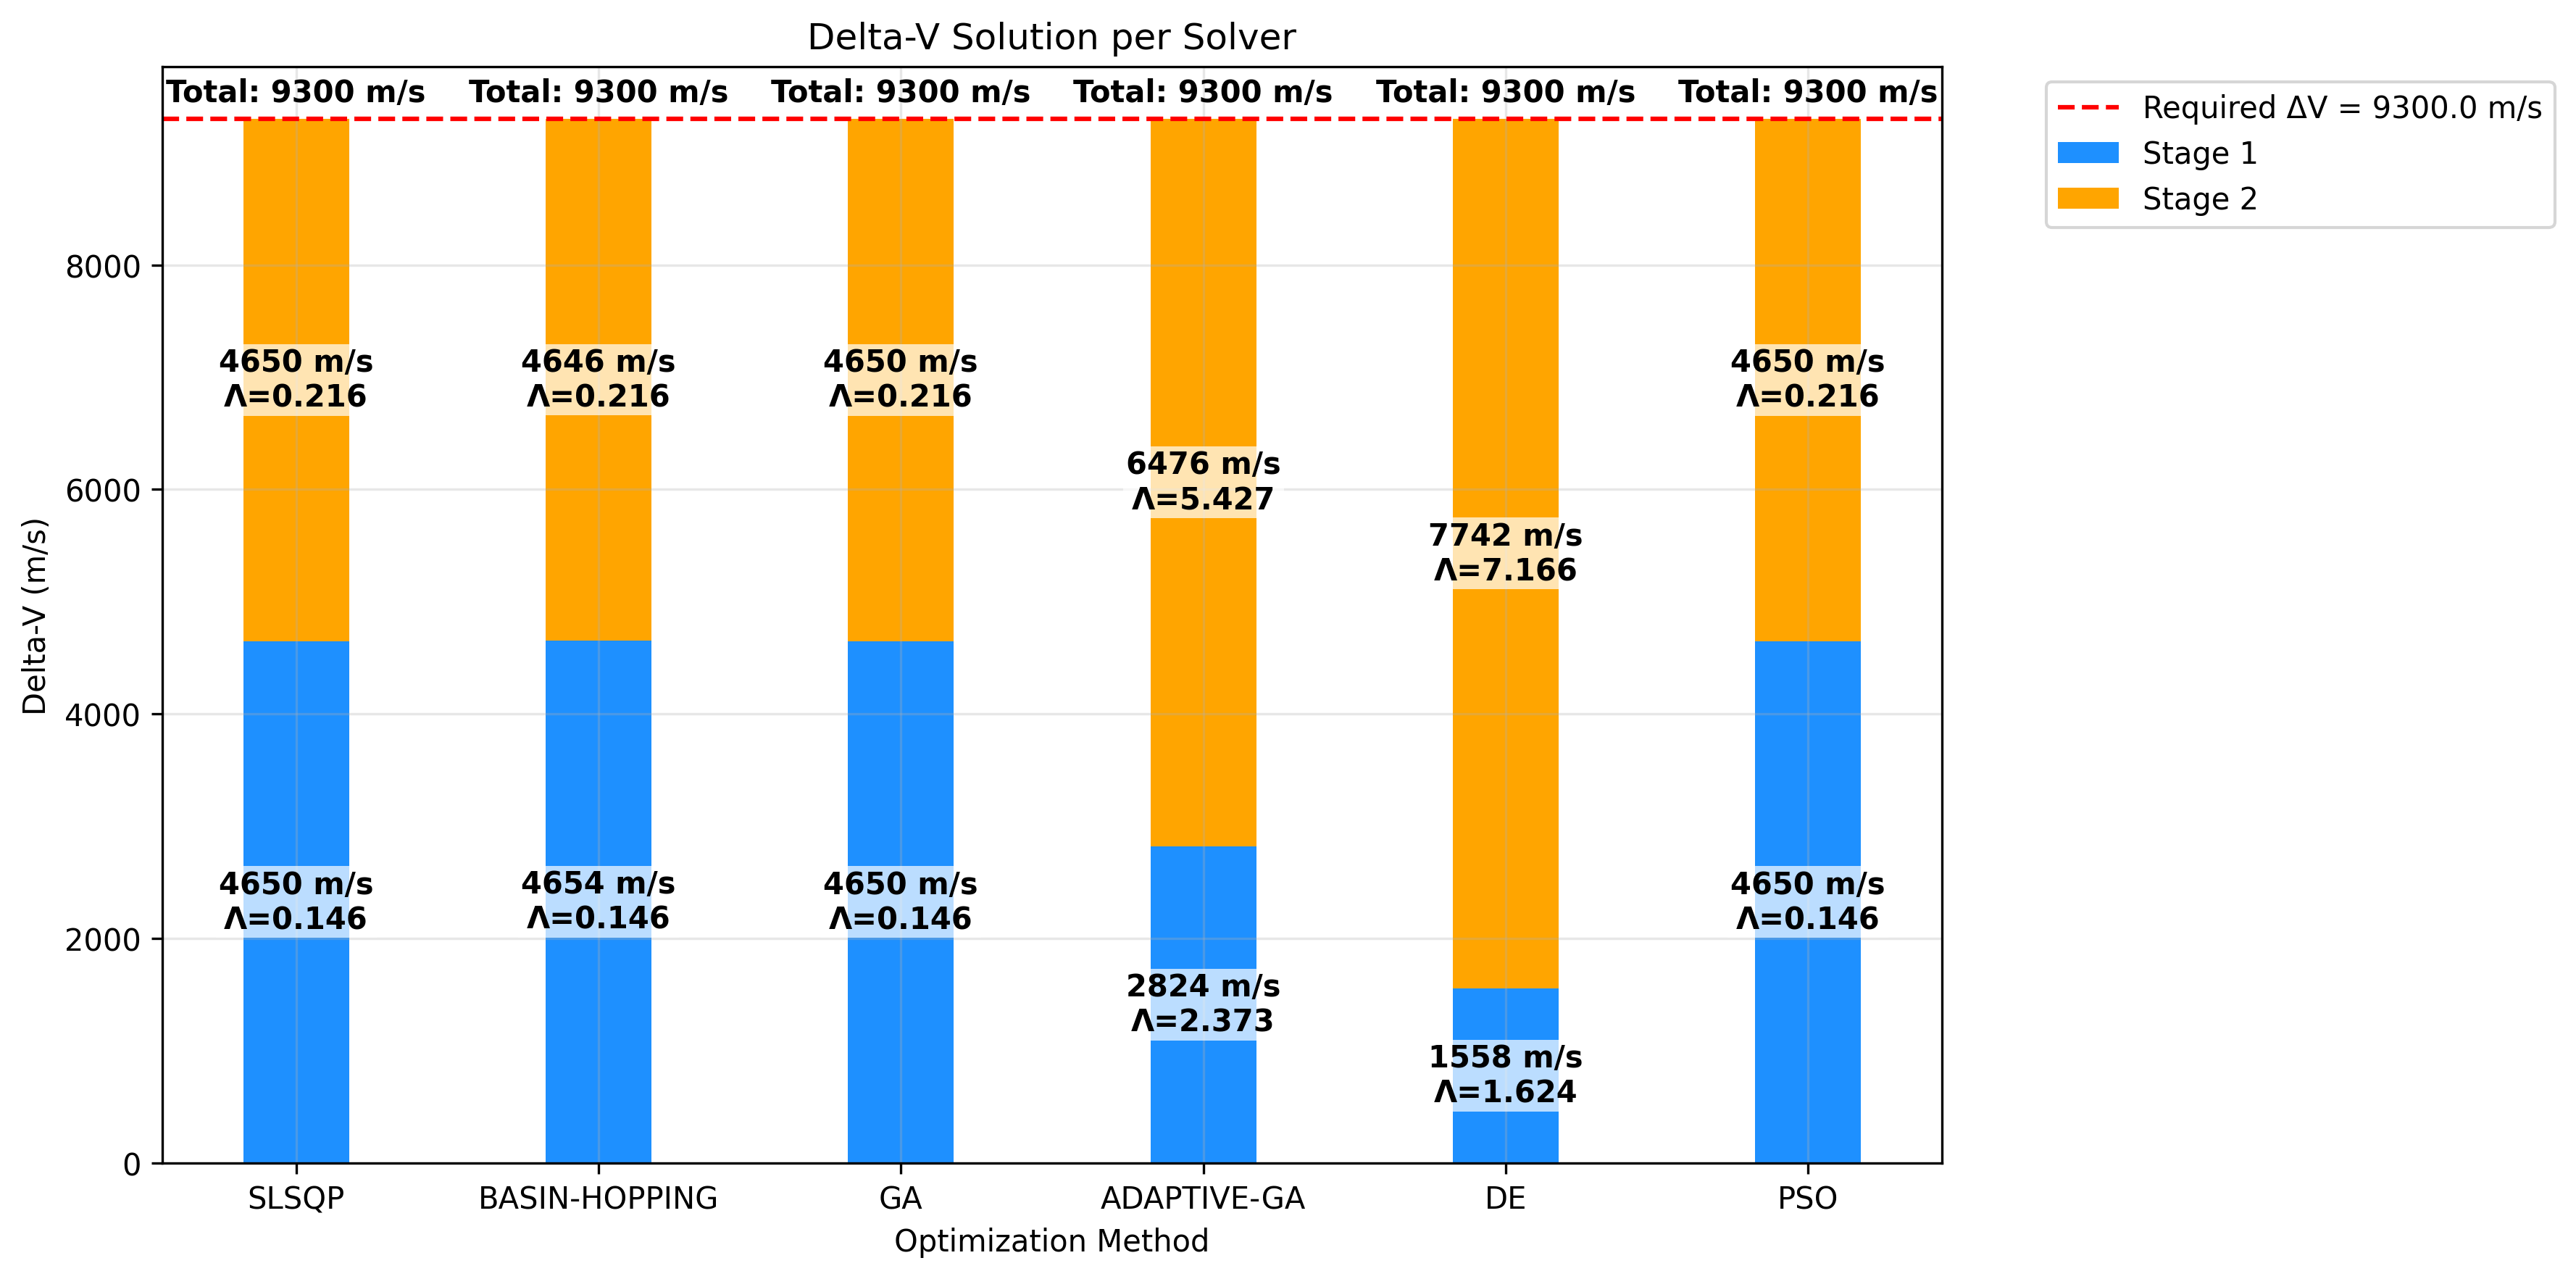 Delta-V Solution per Solver
Total: 9300 m/s Total: 9300 m/s Total: 9300 m/s Total: 9300 m/s Total: 9300 m/s Total: 9300 m/s
Required ΔV = 9300.0 m/s
Stage 1
Stage 2
Delta-V (m/s)
8000
6000
4000
2000
0
4650 m/s
Λ=0.216
4650 m/s
Λ=0.146
4646 m/s
Λ=0.216
4654 m/s
Λ=0.146
4650 m/s
Λ=0.216
4650 m/s
Λ=0.146
6476 m/s
Λ=5.427
2824 m/s
Λ=2.373
7742 m/s
Λ=7.166
1558 m/s
Λ=1.624
4650 m/s
Λ=0.216
4650 m/s
Λ=0.146
SLSQP BASIN-HOPPING GA ADAPTIVE-GA DE PSO
Optimization Method